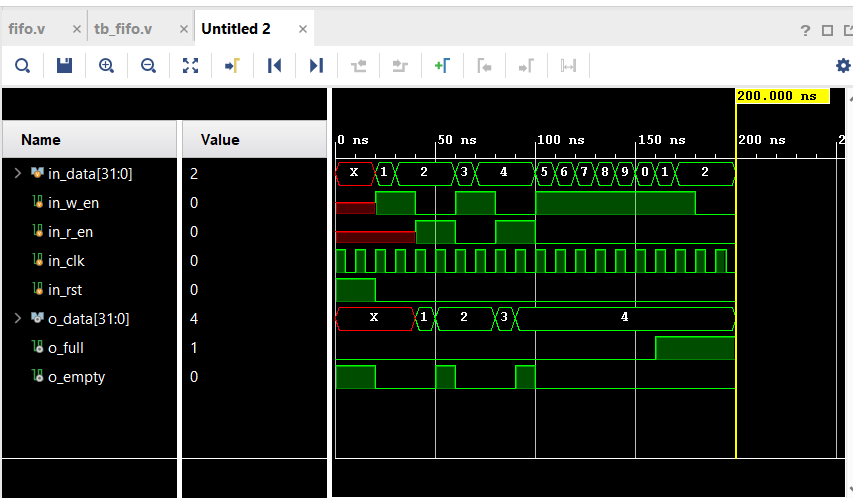 fifo.v × tb_fifo.v × Untitled 2 ×
200.000 ns
Name Value
0 ns 50 ns 100 ns 150 ns 200 ns 2
in_data[31:0] 2 X 1 2 3 4 5 6 7 8 9 0 1 2
in_w_en 0
in_r_en 0
in_clk 0
in_rst 0
o_data[31:0] 4 X 1 2 3 4
o_full 1
o_empty 0